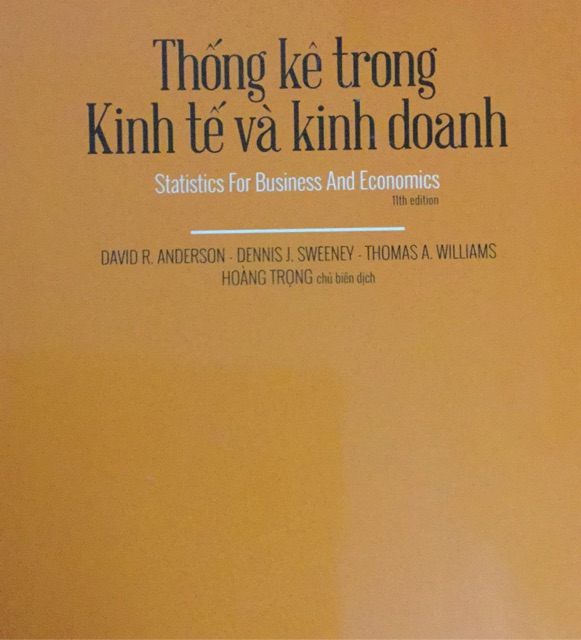 Thống kê trong
Kinh tế và kinh doanh
Statistics For Business And Economics
11th edition
DAVID R. ANDERSON · DENNIS J. SWEENEY · THOMAS A. WILLIAMS
HOÀNG TRỌNG chủ biên dịch